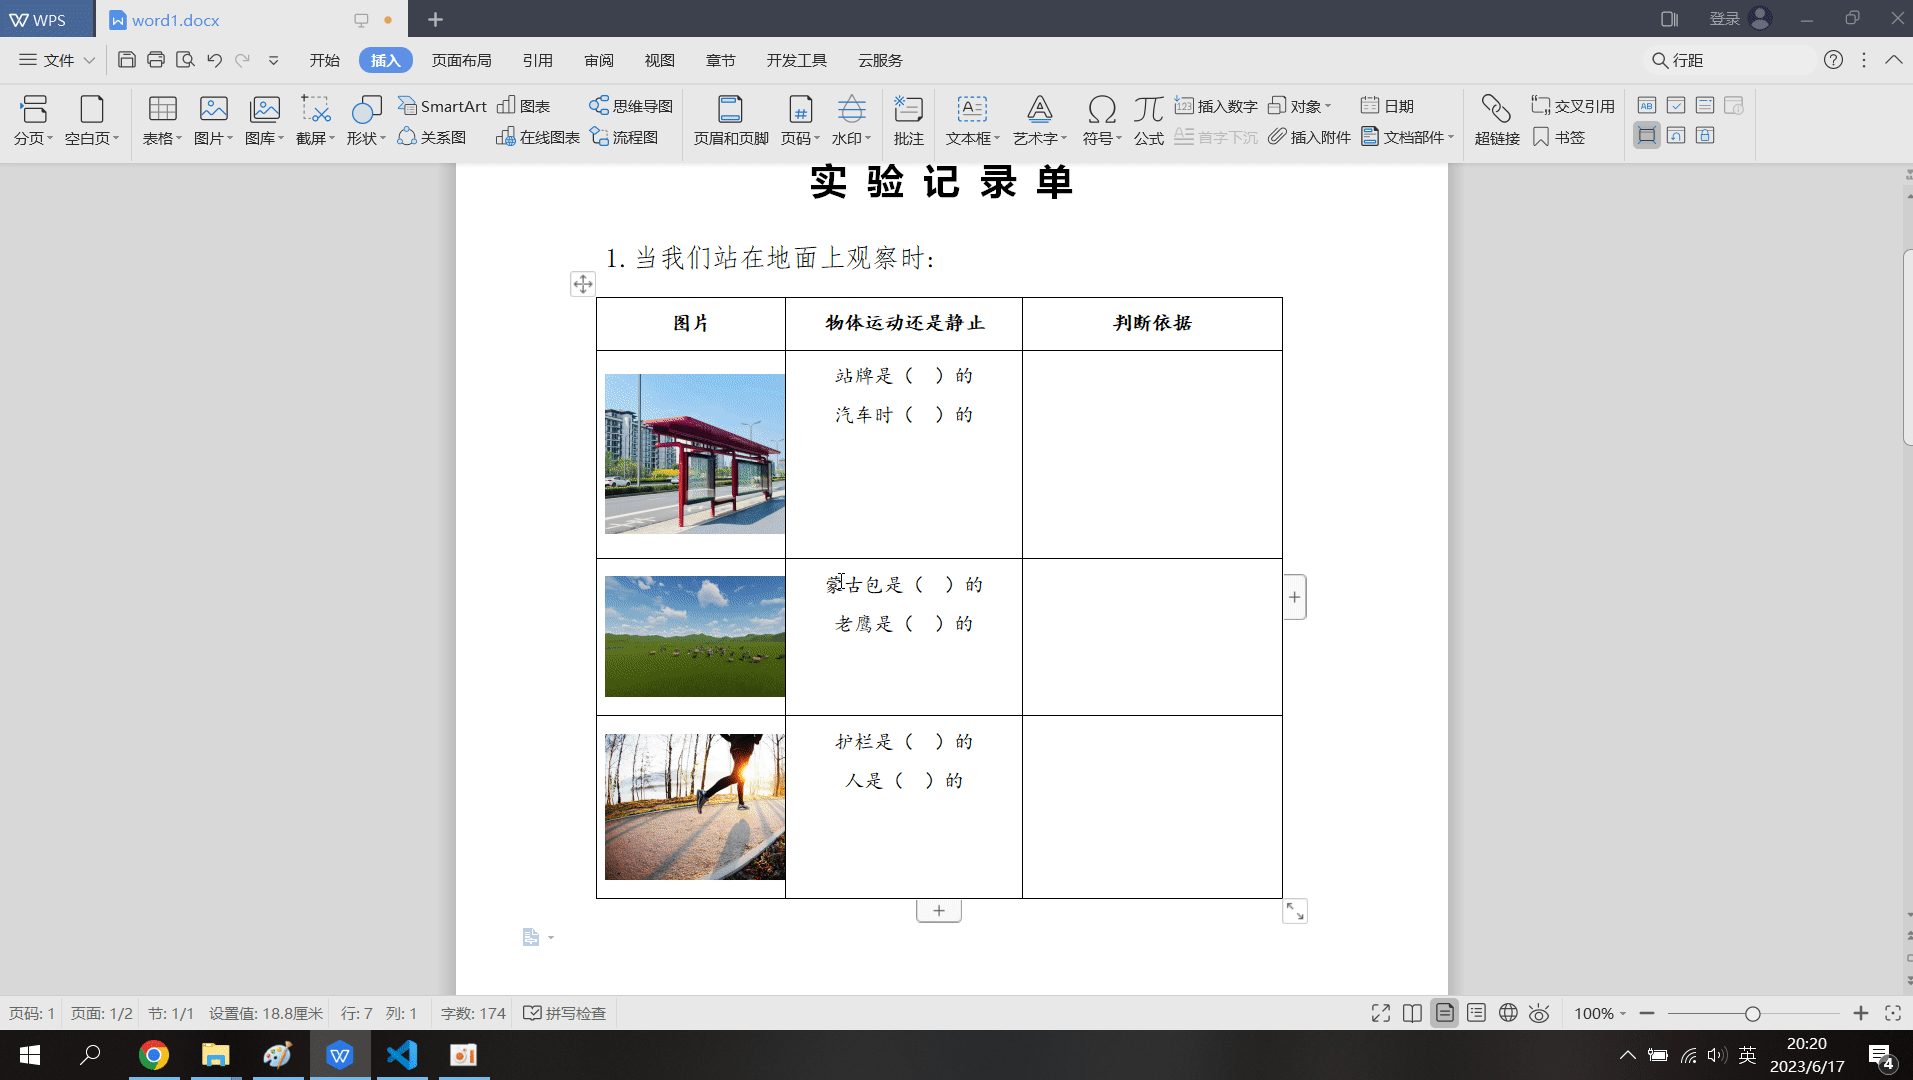 WPS
word1.docx
登录
文件
开始
插入
页面布局
引用
审阅
视图
章节
开发工具
云服务
行距
分页
空白页
表格
图片
图库
截屏
形状
SmartArt
关系图
图表
在线图表
思维导图
流程图
页眉和页脚
页码
水印
批注
文本框
艺术字
符号
公式
插入数字
首字下沉
对象
插入附件
日期
文档部件
超链接
交叉引用
书签
实验记录单
1. 当我们站在地面上观察时:
图片 物体运动还是静止 判断依据
站牌是（ ）的
汽车时（ ）的
蒙古包是（ ）的
老鹰是（ ）的
护栏是（ ）的
人是（ ）的
页码: 1 页面: 1/2 节: 1/1 设置值: 18.8厘米 行: 7 列: 1 字数: 174 拼写检查
100%
英
20:20
2023/6/17
4